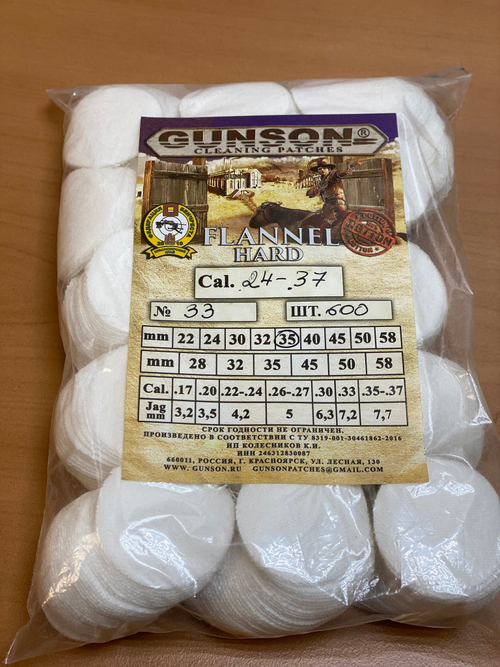 GUNSON®
CLEANING PATCHES
FLANNEL
HARD
Cal. .24-.37
№ 33 ШТ. 600
mm 22 24 30 32 35 40 45 50 58
mm 28 32 35 45 50 58
Cal. .17 .20 .22-.24 .26-.27 .30 .33 .35-.37
Jag mm 3,2 3,5 4,2 5 6,3 7,2 7,7
СРОК ГОДНОСТИ НЕ ОГРАНИЧЕН.
ПРОИЗВЕДЕНО В СООТВЕТСТВИИ С ТУ 8319-001-30461862-2016
ИП КОЛЕСНИКОВ К.И.
ИНН 246312830087
660011, РОССИЯ, Г. КРАСНОЯРСК, УЛ. ЛЕСНАЯ, 130
WWW.GUNSON.RU GUNSONPATCHES@GMAIL.COM